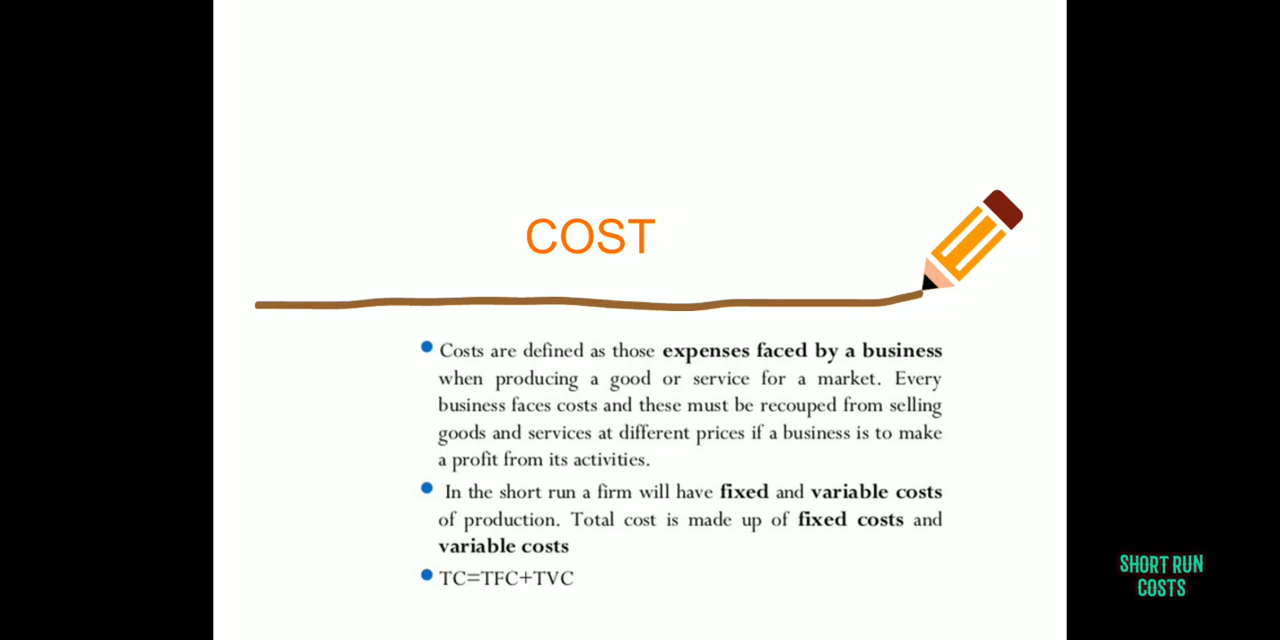 COST
Costs are defined as those expenses faced by a business
when producing a good or service for a market. Every
business faces costs and these must be recouped from selling
goods and services at different prices if a business is to make
a profit from its activities.
In the short run a firm will have fixed and variable costs
of production. Total cost is made up of fixed costs and
variable costs
TC=TFC+TVC
SHORT RUN
COSTS